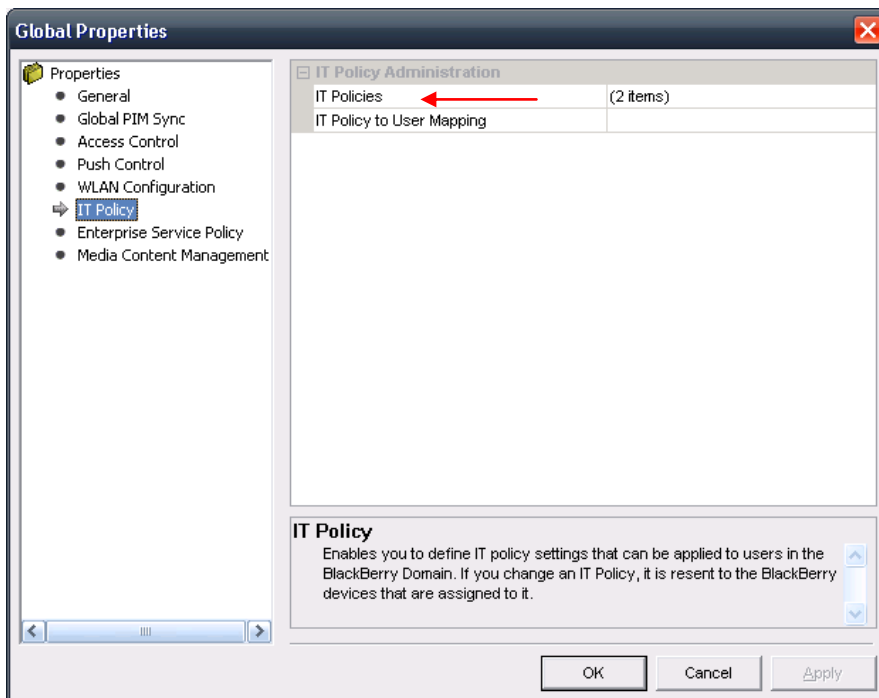 Global Properties
Properties
General
Global PIM Sync
Access Control
Push Control
WLAN Configuration
IT Policy
Enterprise Service Policy
Media Content Management
IT Policy Administration
IT Policies (2 items)
IT Policy to User Mapping
IT Policy
Enables you to define IT policy settings that can be applied to users in the
BlackBerry Domain. If you change an IT Policy, it is resent to the BlackBerry
devices that are assigned to it.
OK Cancel Apply